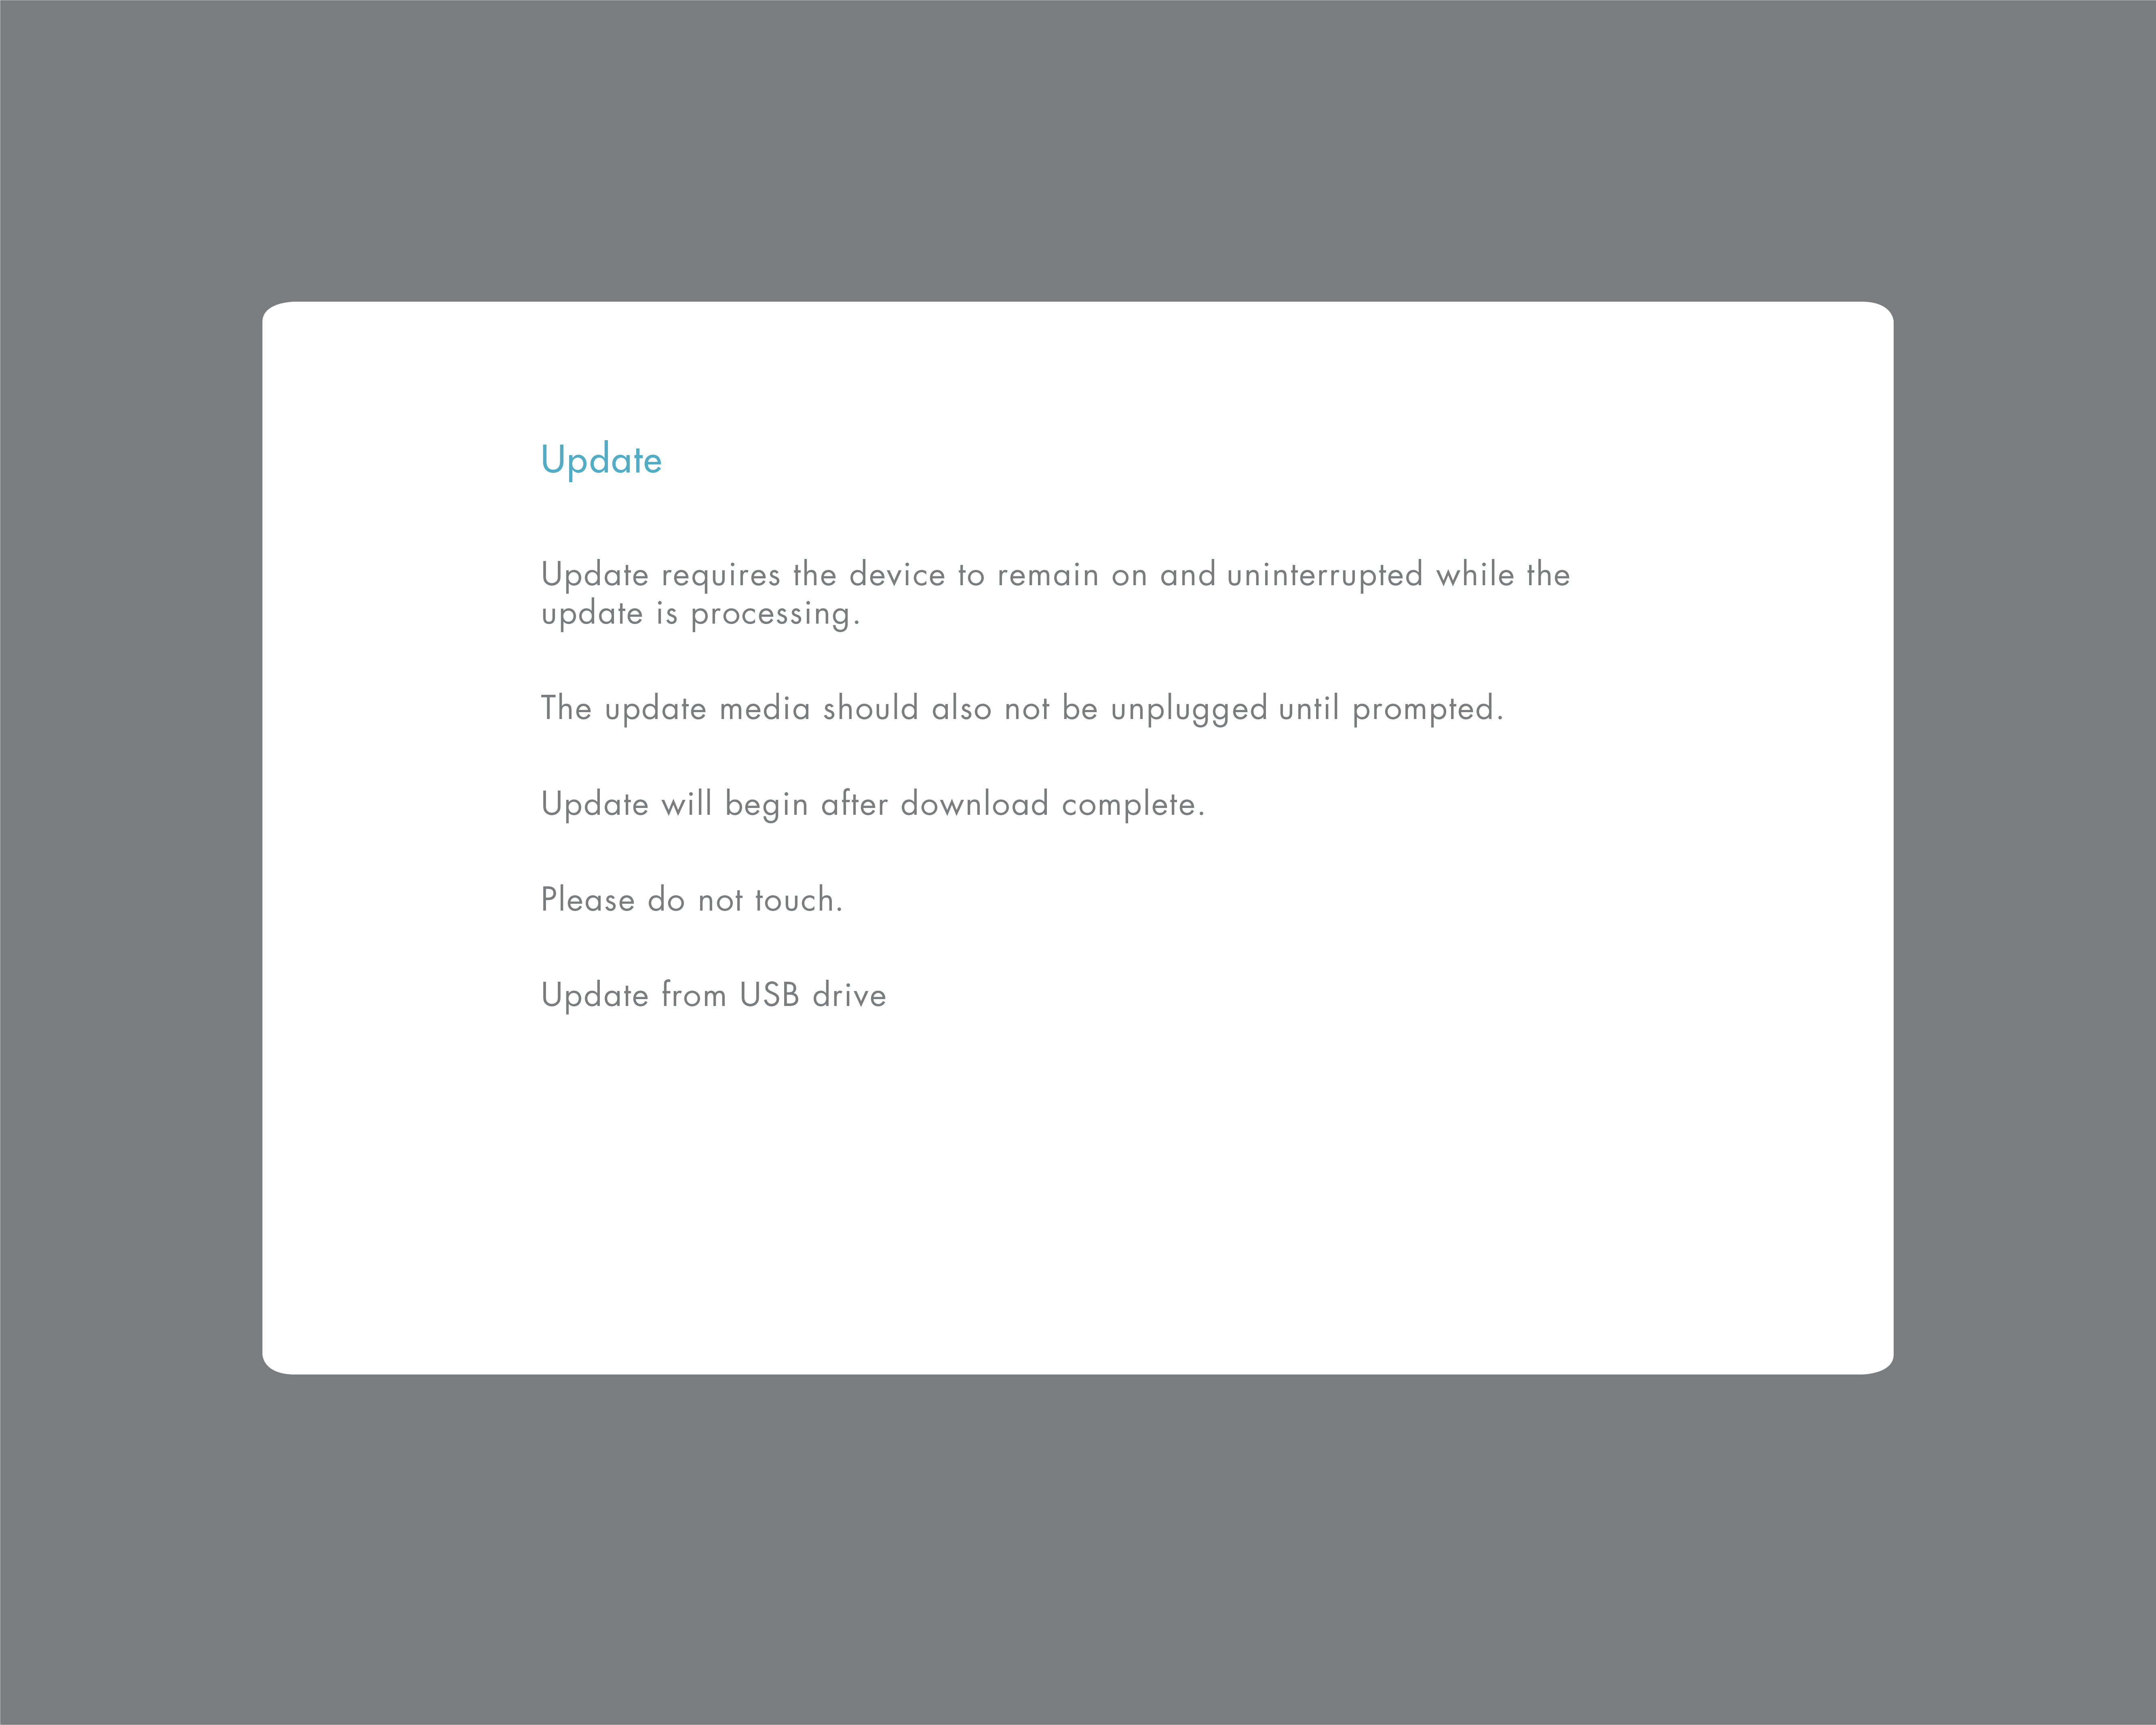 Update
Update requires the device to remain on and uninterrupted while the
update is processing.
The update media should also not be unplugged until prompted.
Update will begin after download complete.
Please do not touch.
Update from USB drive